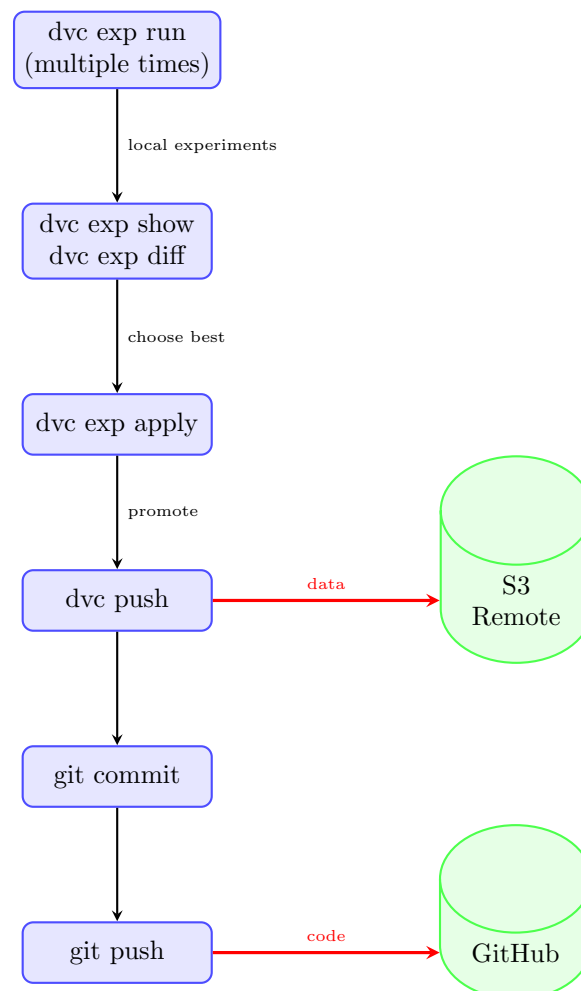 dvc exp run
(multiple times)
local experiments
dvc exp show
dvc exp diff
choose best
dvc exp apply
promote
dvc push
data
S3
Remote
git commit
git push
code
GitHub